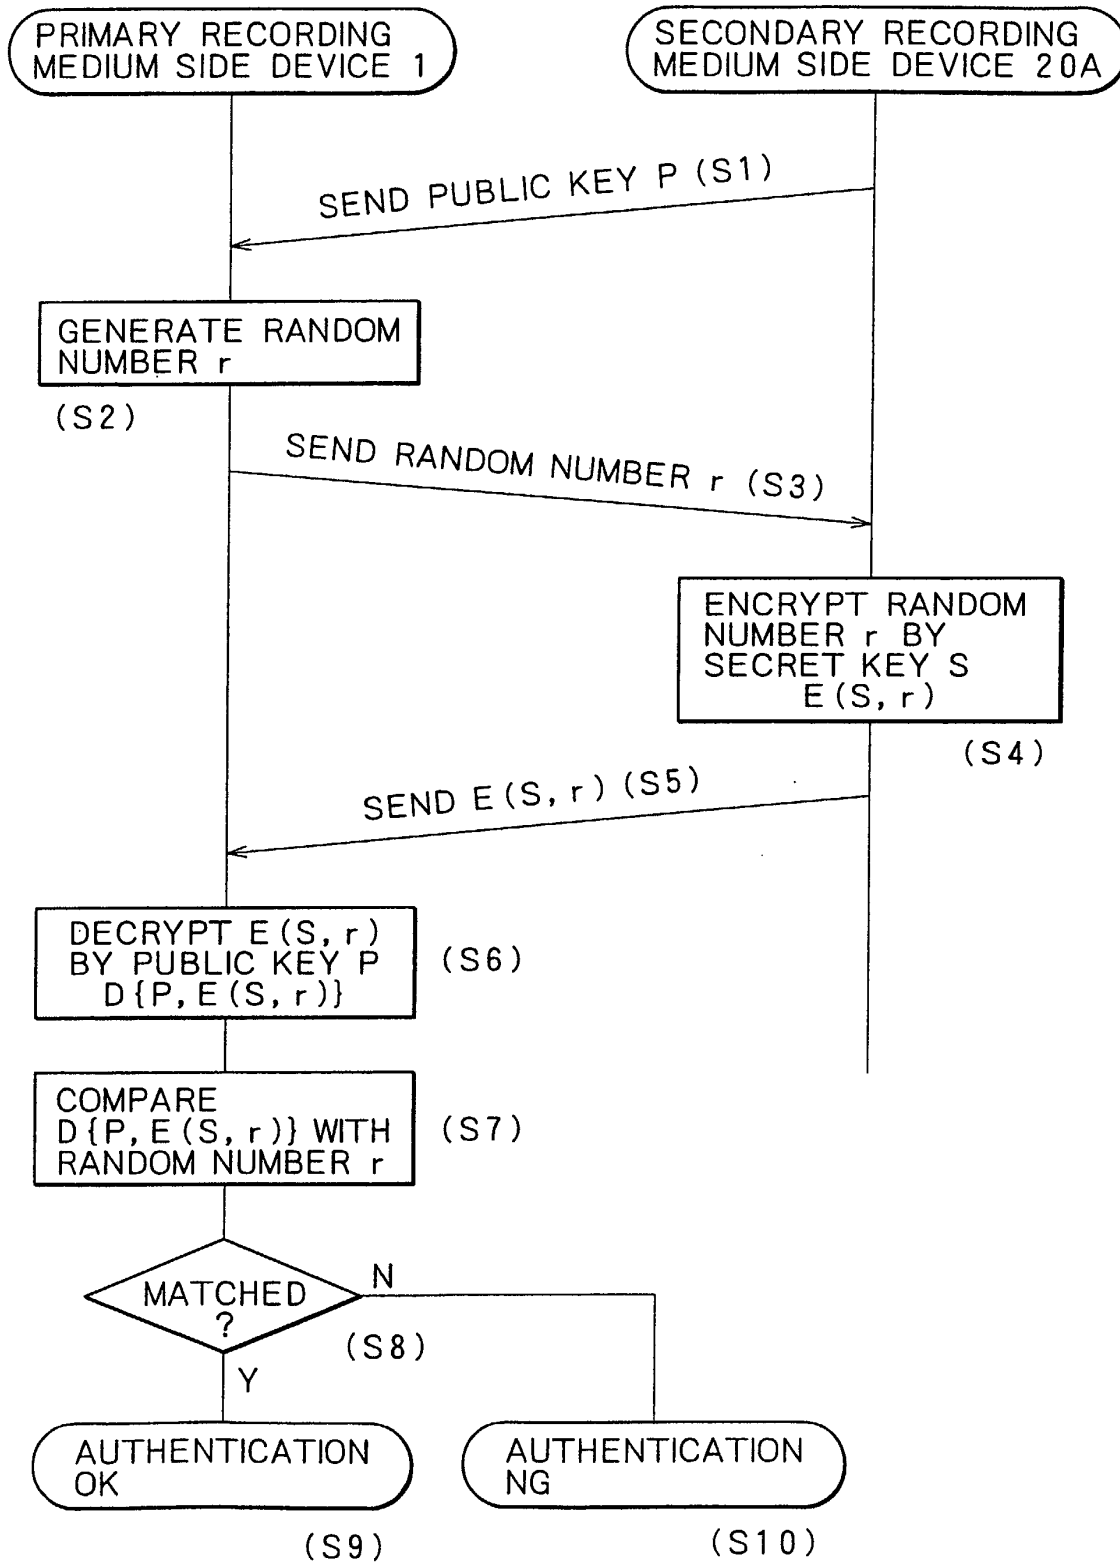 PRIMARY RECORDING
MEDIUM SIDE DEVICE 1
SECONDARY RECORDING
MEDIUM SIDE DEVICE 20A
SEND PUBLIC KEY P (S1)
GENERATE RANDOM
NUMBER r
(S2)
SEND RANDOM NUMBER r (S3)
ENCRYPT RANDOM
NUMBER r BY
SECRET KEY S
E(S,r)
(S4)
SEND E(S,r) (S5)
DECRYPT E(S,r)
BY PUBLIC KEY P
D{P,E(S,r)}
(S6)
COMPARE
D{P,E(S,r)} WITH
RANDOM NUMBER r
(S7)
MATCHED
?
N
(S8)
Y
AUTHENTICATION
OK
(S9)
AUTHENTICATION
NG
(S10)